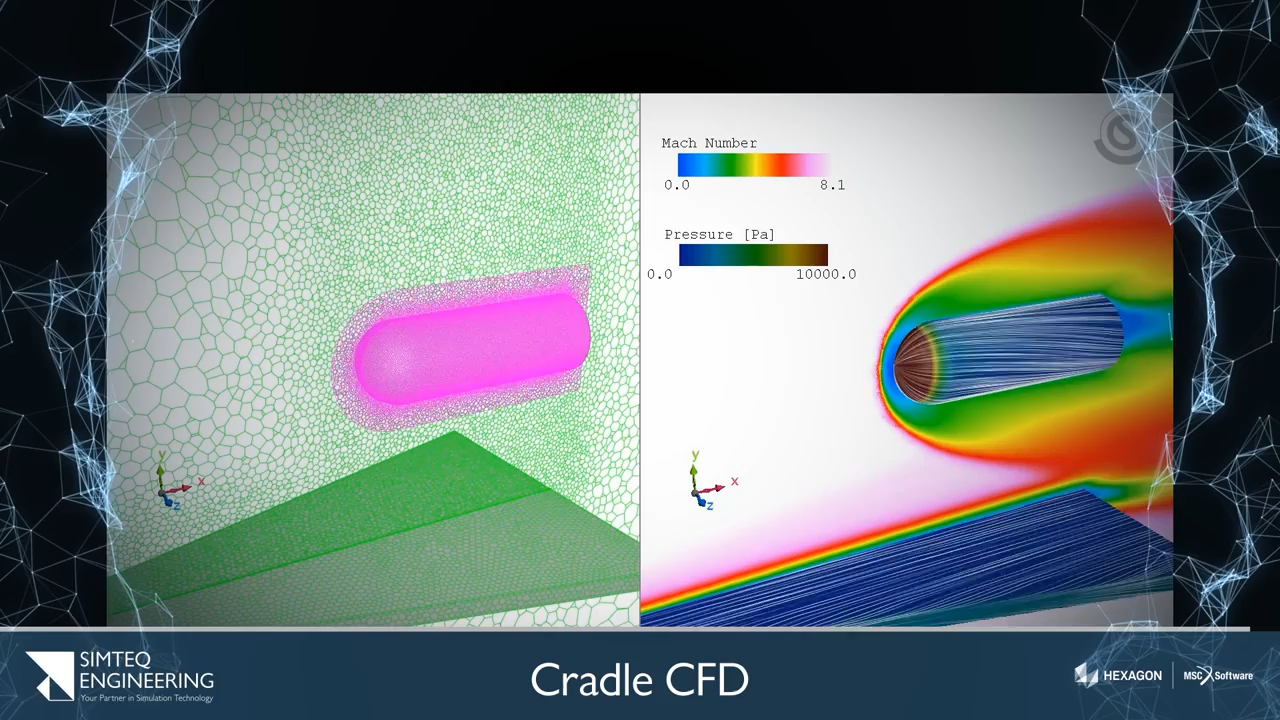 Mach Number
0.0 8.1
Pressure [Pa]
0.0 10000.0
y
x
z
y
x
z
SIMTEQ
ENGINEERING
Your Partner in Simulation Technology
Cradle CFD
HEXAGON
MSC Software